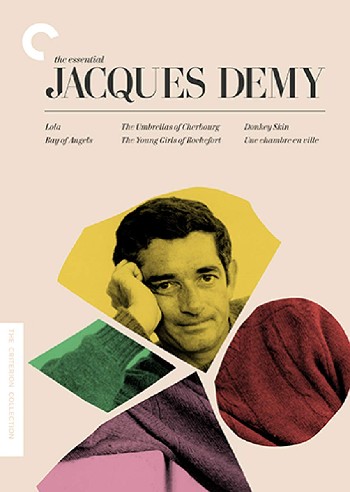 the essential
JACQUES DEMY
Lola The Umbrellas of Cherbourg Donkey Skin
Bay of Angels The Young Girls of Rochefort Une chambre en ville
THE CRITERION COLLECTION